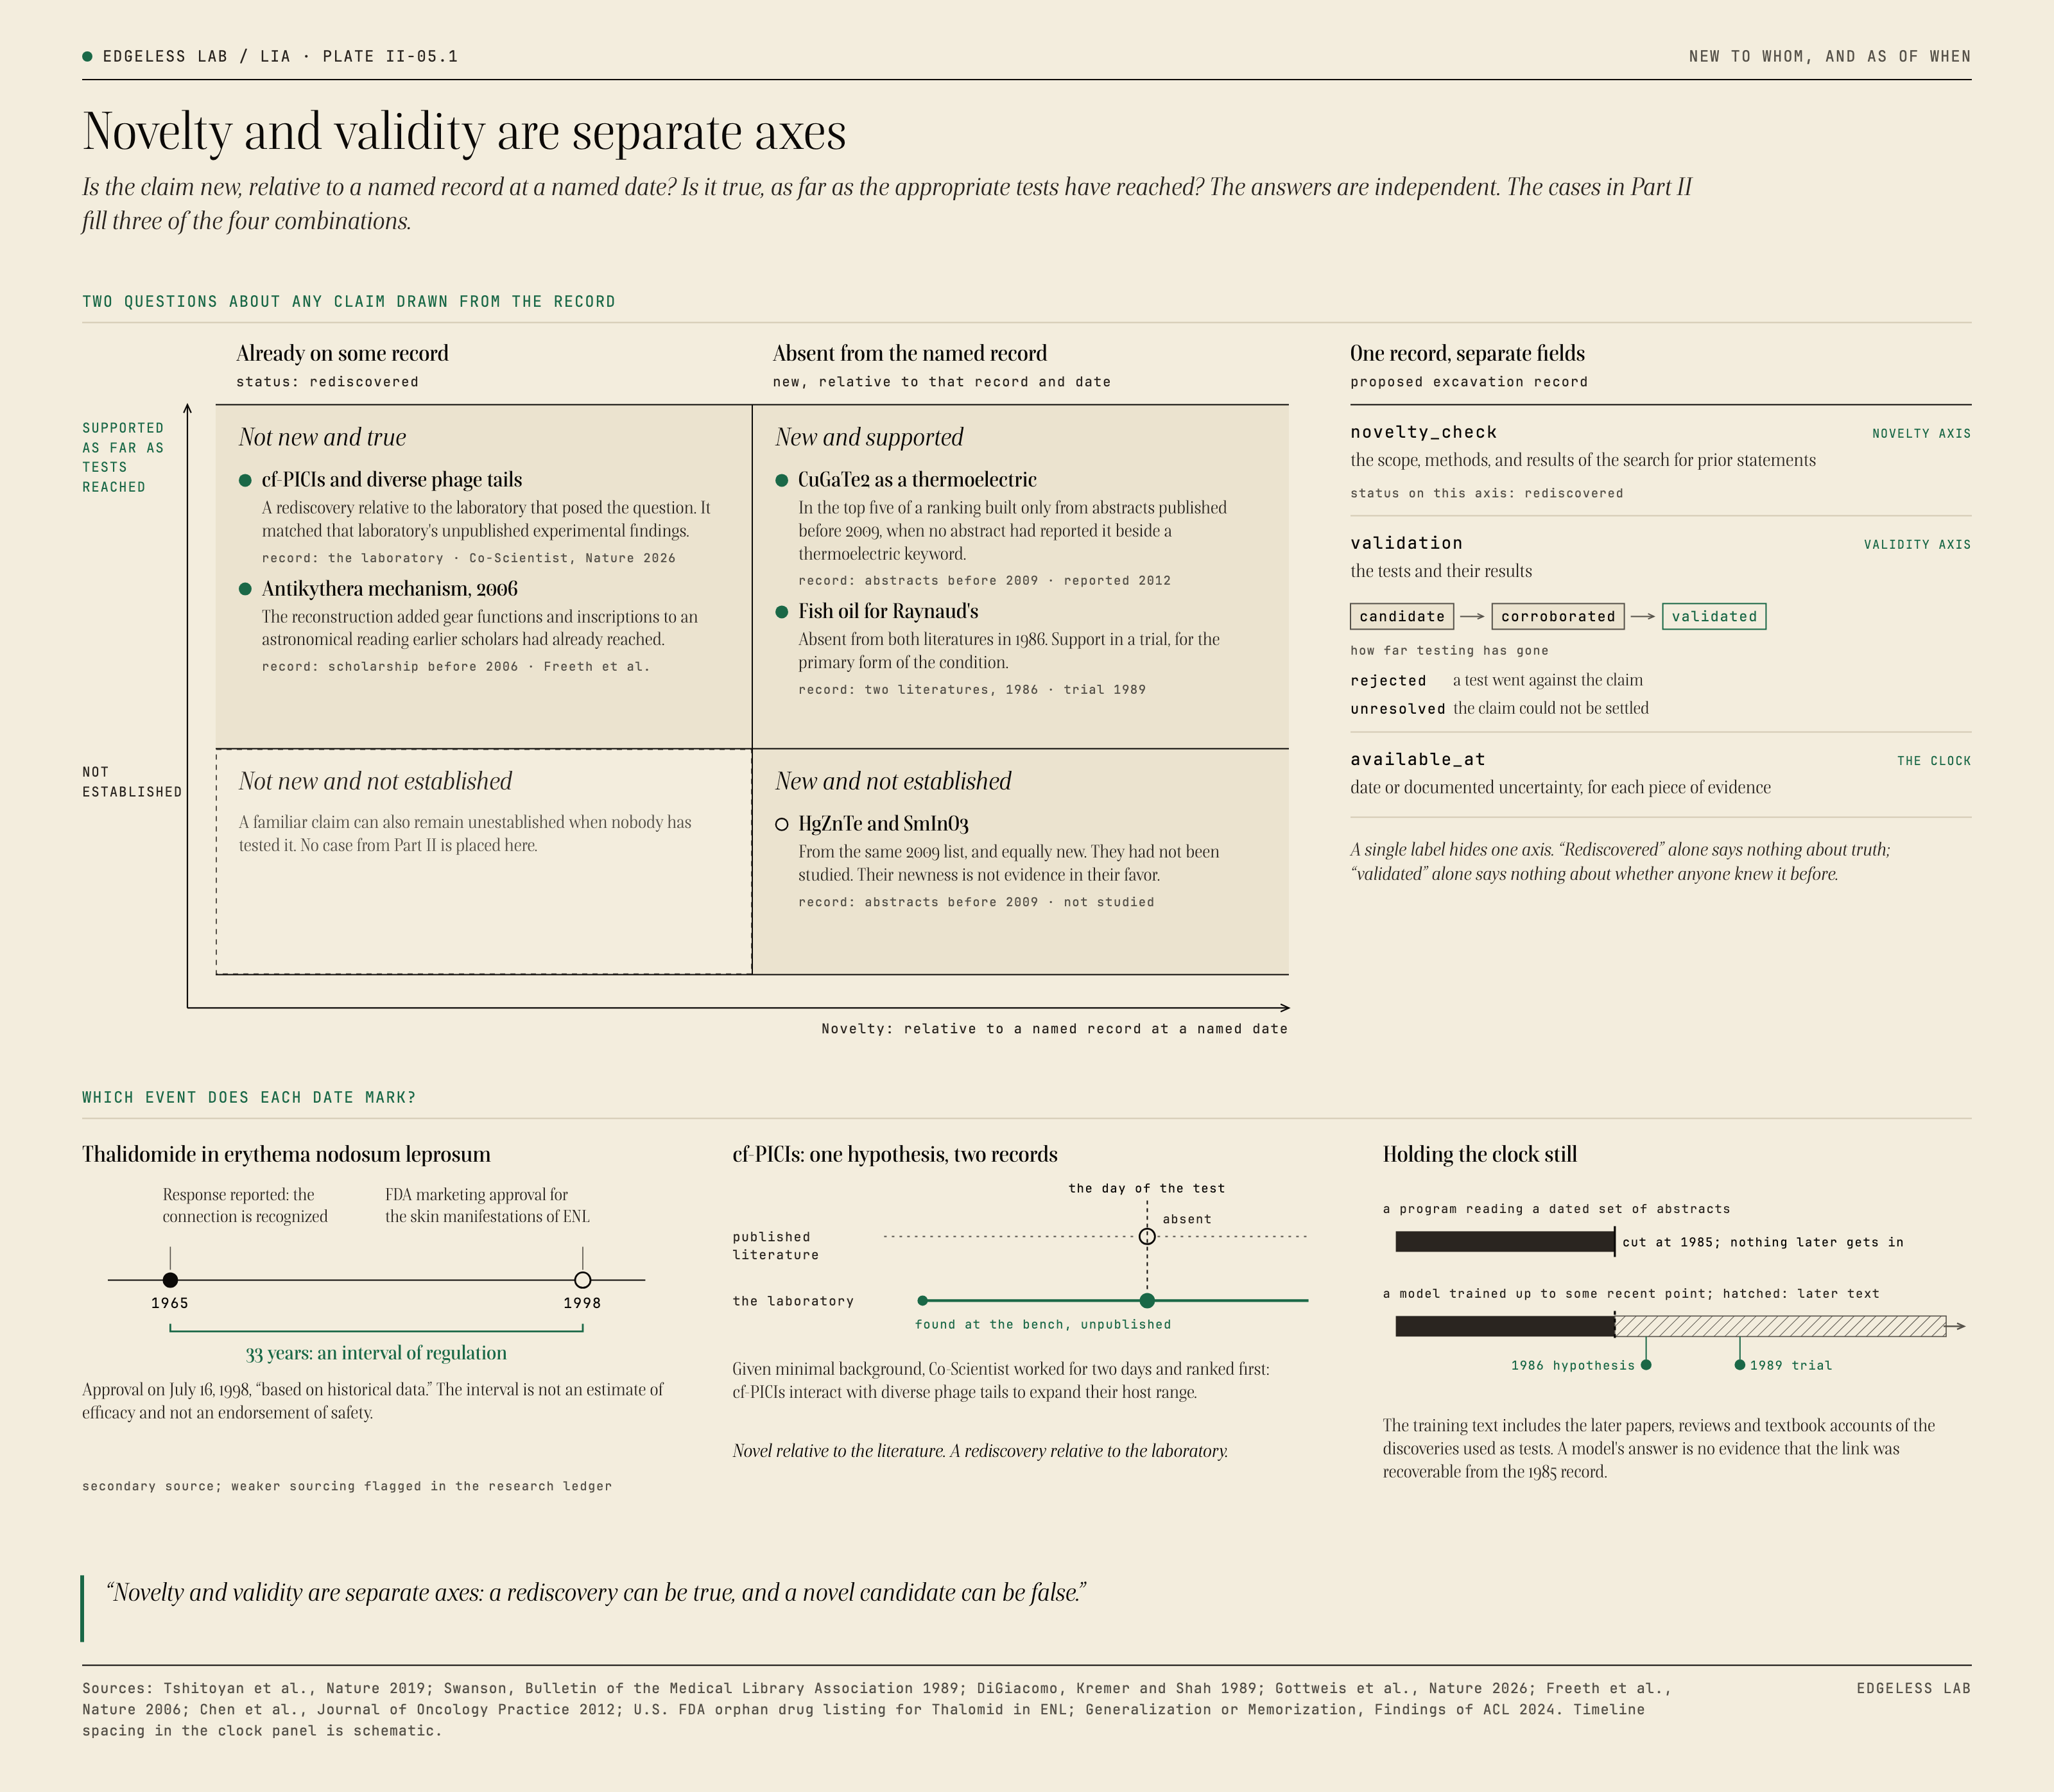 EDGELESS LAB / LIA · PLATE II-05.1
NEW TO WHOM, AND AS OF WHEN
Novelty and validity are separate axes
Is the claim new, relative to a named record at a named date? Is it true, as far as the appropriate tests have reached? The answers are independent. The cases in Part II
fill three of the four combinations.
TWO QUESTIONS ABOUT ANY CLAIM DRAWN FROM THE RECORD
Already on some record
status: rediscovered
Absent from the named record
new, relative to that record and date
SUPPORTED
AS FAR AS
TESTS
REACHED
Not new and true
cf-PICIs and diverse phage tails
A rediscovery relative to the laboratory that posed the question. It
matched that laboratory's unpublished experimental findings.
record: the laboratory · Co-Scientist, Nature 2026
Antikythera mechanism, 2006
The reconstruction added gear functions and inscriptions to an
astronomical reading earlier scholars had already reached.
record: scholarship before 2006 · Freeth et al.
New and supported
CuGaTe2 as a thermoelectric
In the top five of a ranking built only from abstracts published
before 2009, when no abstract had reported it beside a
thermoelectric keyword.
record: abstracts before 2009 · reported 2012
Fish oil for Raynaud's
Absent from both literatures in 1986. Support in a trial, for the
primary form of the condition.
record: two literatures, 1986 · trial 1989
NOT
ESTABLISHED
Not new and not established
A familiar claim can also remain unestablished when nobody has
tested it. No case from Part II is placed here.
New and not established
HgZnTe and SmInO3
From the same 2009 list, and equally new. They had not been
studied. Their newness is not evidence in their favor.
record: abstracts before 2009 · not studied
Novelty: relative to a named record at a named date
One record, separate fields
proposed excavation record
novelty_check
NOVELTY AXIS
the scope, methods, and results of the search for prior statements
status on this axis: rediscovered
validation
VALIDITY AXIS
the tests and their results
candidate
corroborated
validated
how far testing has gone
rejected a test went against the claim
unresolved the claim could not be settled
available_at
THE CLOCK
date or documented uncertainty, for each piece of evidence
A single label hides one axis. “Rediscovered” alone says nothing about truth;
“validated” alone says nothing about whether anyone knew it before.
WHICH EVENT DOES EACH DATE MARK?
Thalidomide in erythema nodosum leprosum
Response reported: the
connection is recognized
FDA marketing approval for
the skin manifestations of ENL
1965
1998
33 years: an interval of regulation
Approval on July 16, 1998, “based on historical data.” The interval is not an estimate of
efficacy and not an endorsement of safety.
secondary source; weaker sourcing flagged in the research ledger
cf-PICIs: one hypothesis, two records
the day of the test
absent
published
literature
the laboratory
found at the bench, unpublished
Given minimal background, Co-Scientist worked for two days and ranked first:
cf-PICIs interact with diverse phage tails to expand their host range.
Novel relative to the literature. A rediscovery relative to the laboratory.
Holding the clock still
a program reading a dated set of abstracts
cut at 1985; nothing later gets in
a model trained up to some recent point; hatched: later text
1986 hypothesis
1989 trial
The training text includes the later papers, reviews and textbook accounts of the
discoveries used as tests. A model's answer is no evidence that the link was
recoverable from the 1985 record.
“Novelty and validity are separate axes: a rediscovery can be true, and a novel candidate can be false.”
Sources: Tshitoyan et al., Nature 2019; Swanson, Bulletin of the Medical Library Association 1989; DiGiacomo, Kremer and Shah 1989; Gottweis et al., Nature 2026; Freeth et al.,
Nature 2006; Chen et al., Journal of Oncology Practice 2012; U.S. FDA orphan drug listing for Thalomid in ENL; Generalization or Memorization, Findings of ACL 2024. Timeline
spacing in the clock panel is schematic.
EDGELESS LAB